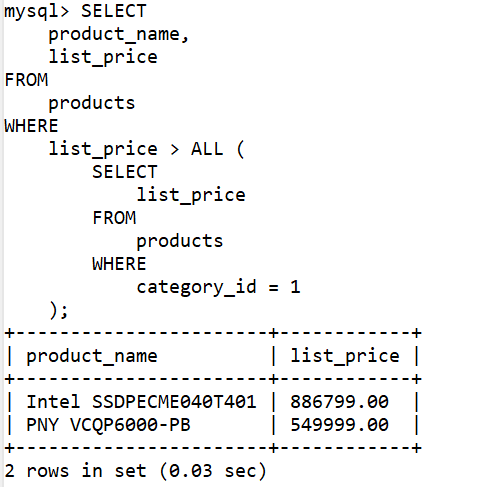 mysql> SELECT
    product_name,
    list_price
FROM
    products
WHERE
    list_price > ALL (
        SELECT
            list_price
        FROM
            products
        WHERE
            category_id = 1
    );
+-----------------------+------------+
| product_name          | list_price |
+-----------------------+------------+
| Intel SSDPECME040T401 | 886799.00  |
| PNY VCQP6000-PB       | 549999.00  |
+-----------------------+------------+
2 rows in set (0.03 sec)